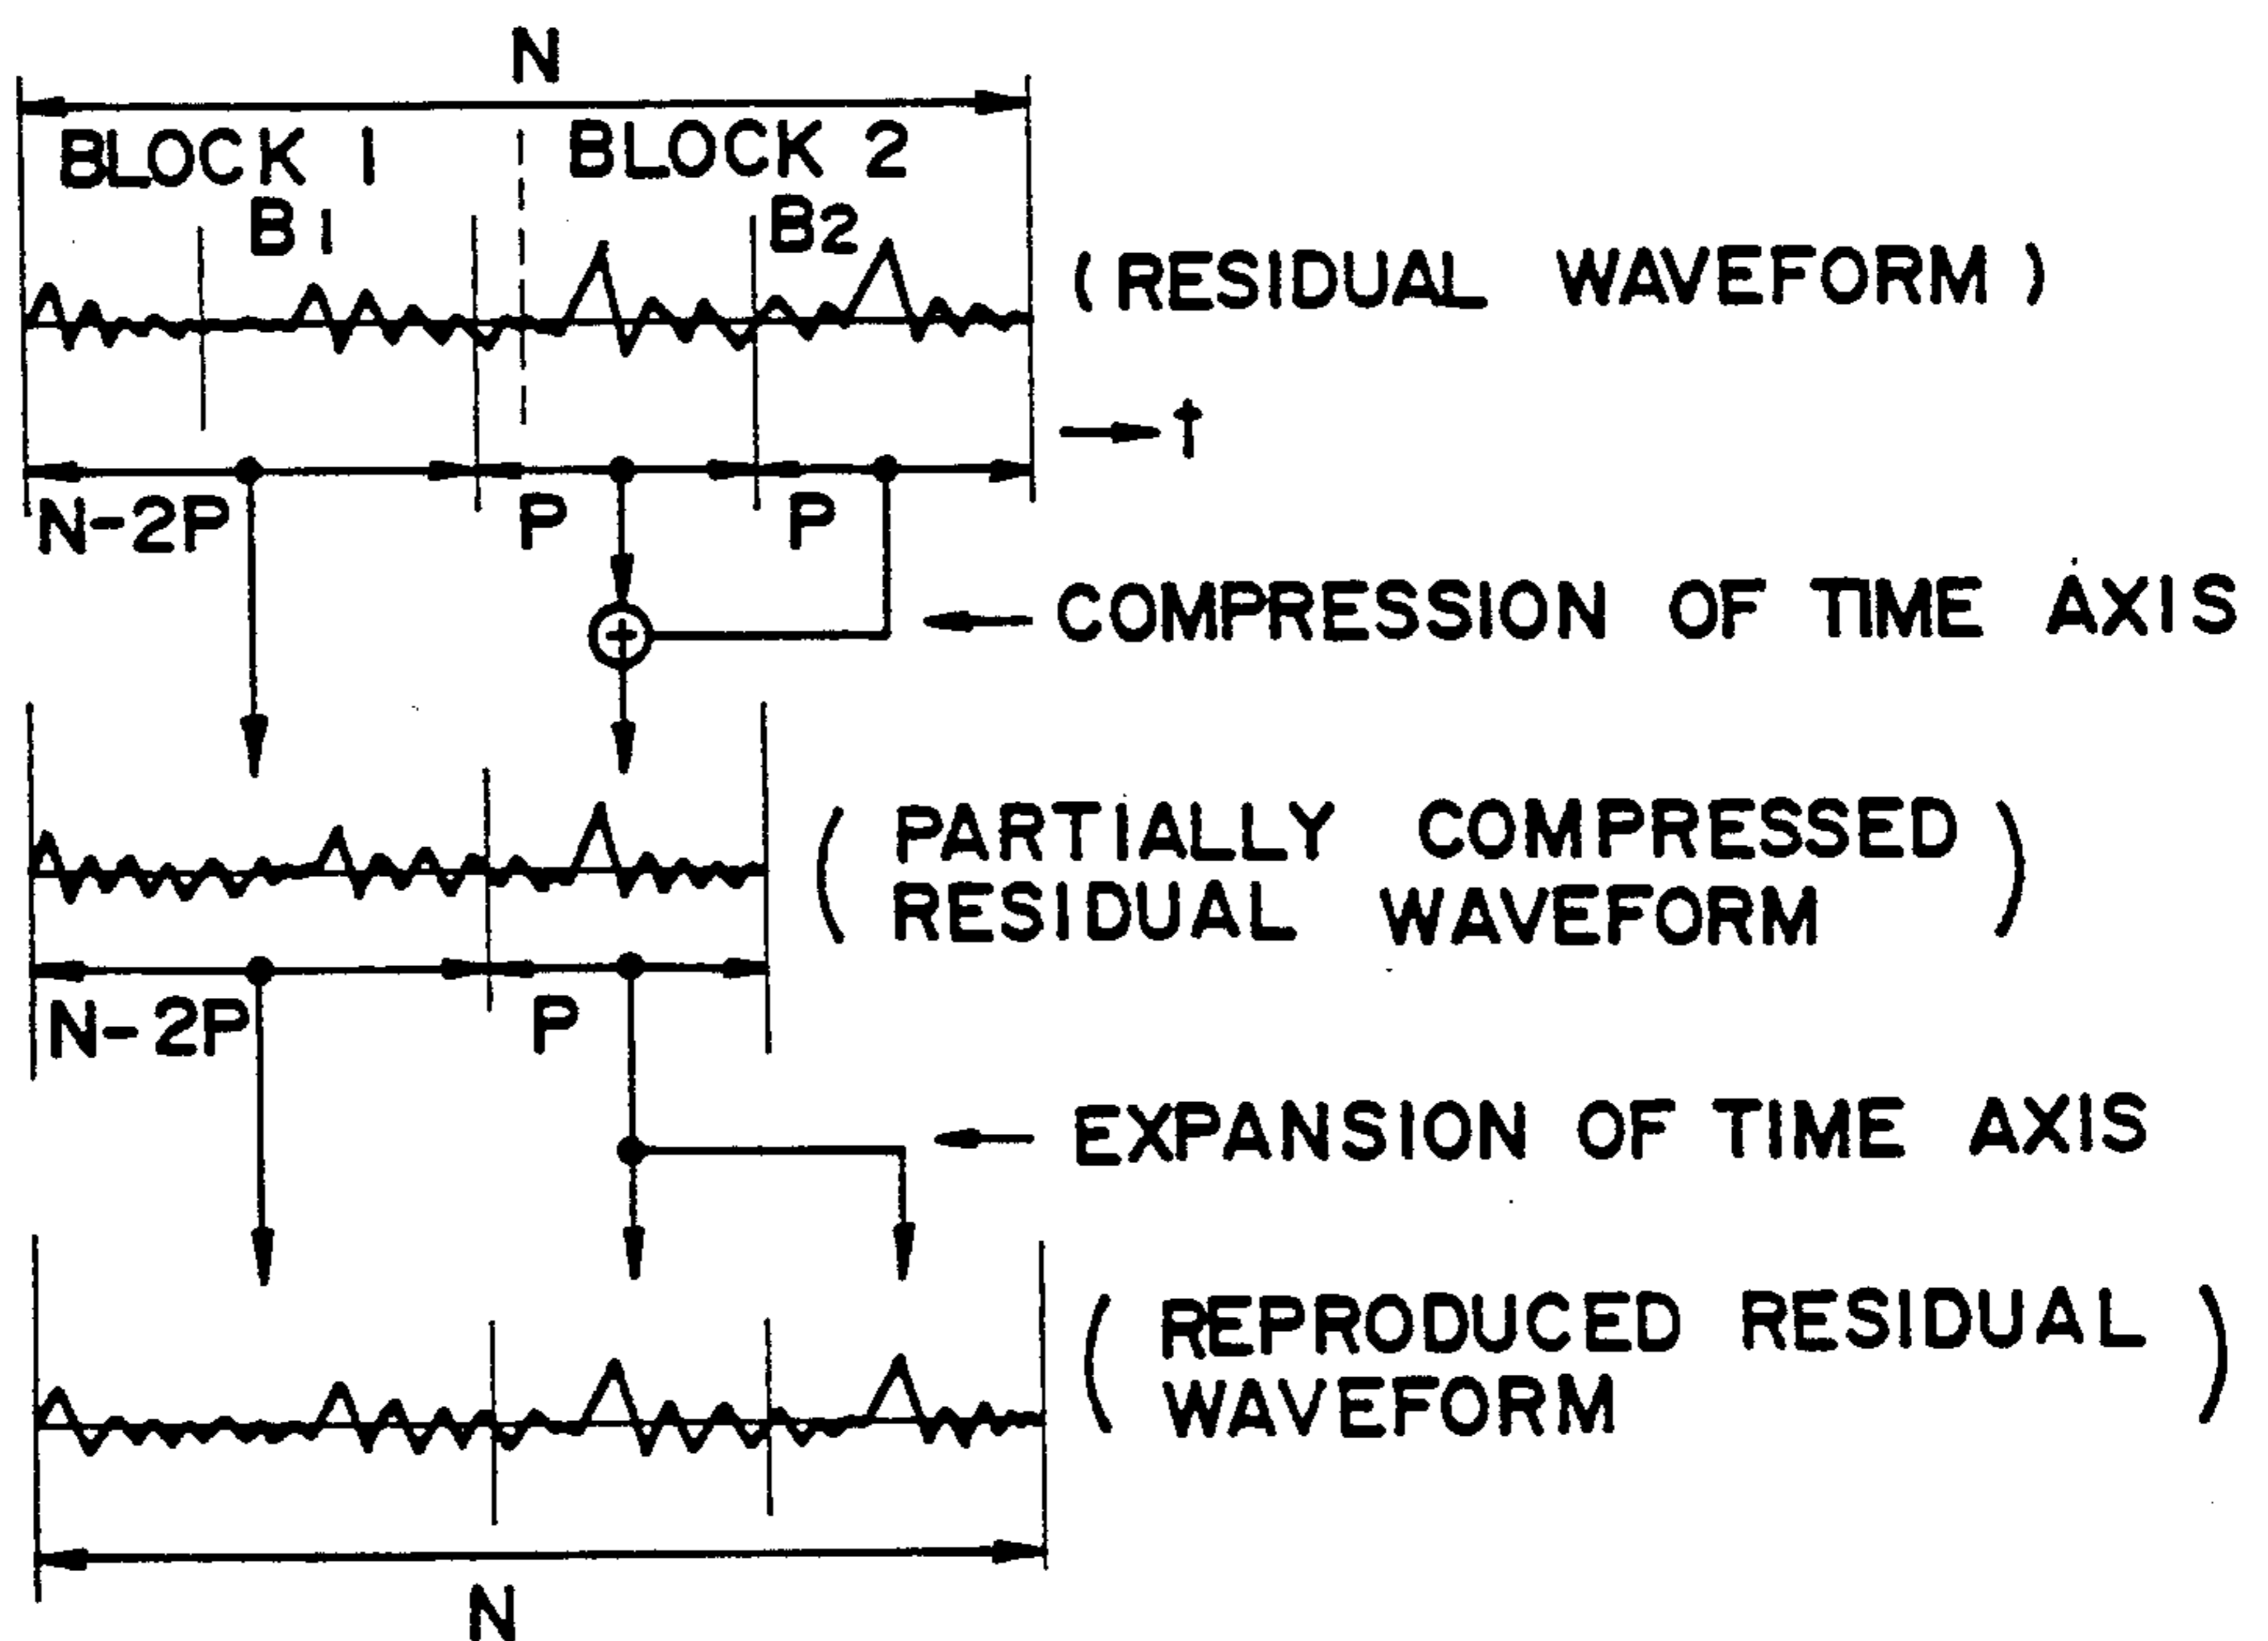 N
BLOCK 1 BLOCK 2
B1 B2
( RESIDUAL WAVEFORM )
t
N-2P P P
COMPRESSION OF TIME AXIS
( PARTIALLY COMPRESSED
RESIDUAL WAVEFORM )
N-2P P
EXPANSION OF TIME AXIS
( REPRODUCED RESIDUAL
WAVEFORM )
N